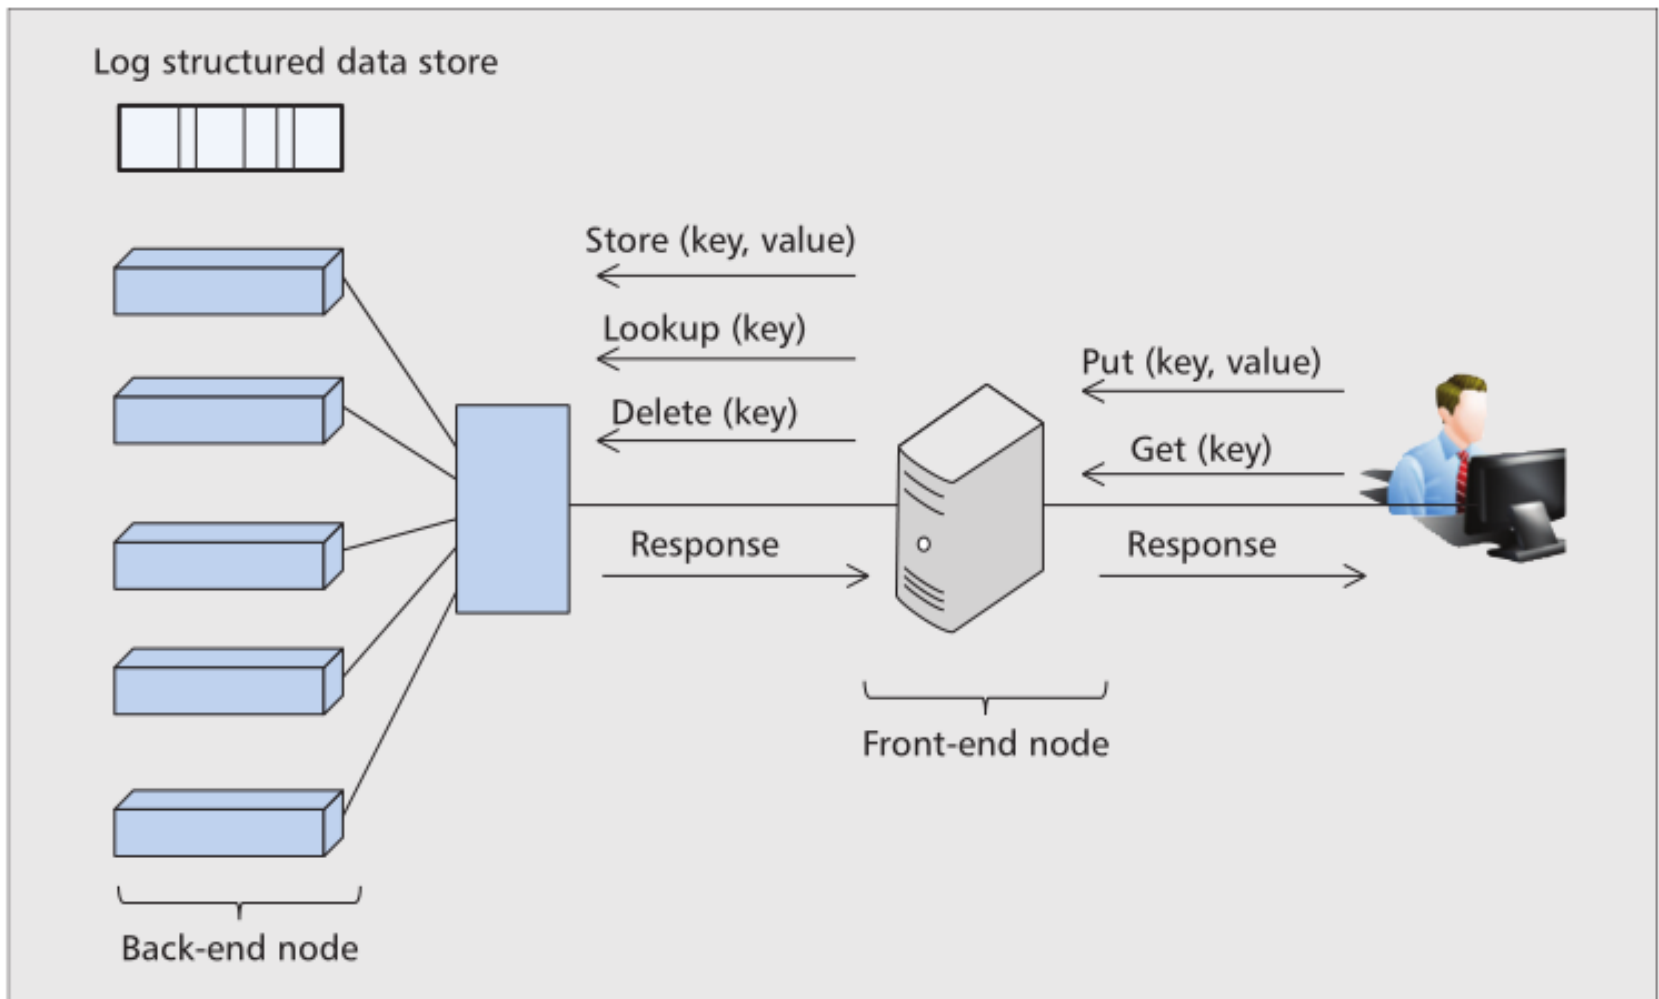 Log structured data store
Store (key, value)
Lookup (key)
Delete (key)
Put (key, value)
Get (key)
Response
Response
Front-end node
Back-end node